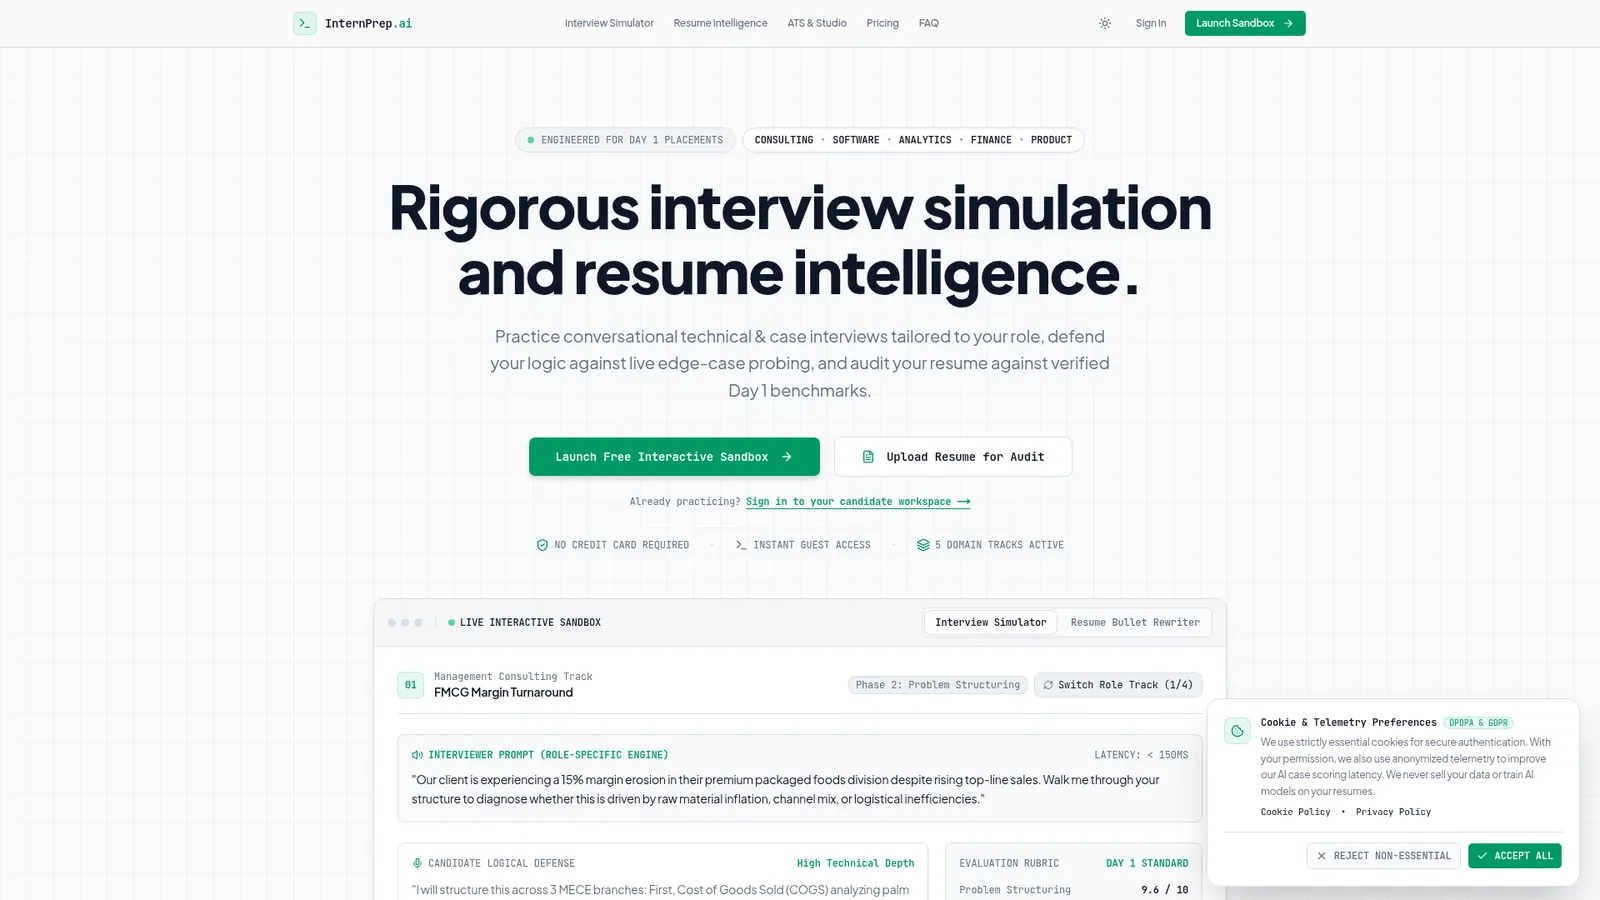 InternPrep.ai
Interview Simulator
Resume Intelligence
ATS & Studio
Pricing
FAQ
Sign In
Launch Sandbox →
ENGINEERED FOR DAY 1 PLACEMENTS
CONSULTING • SOFTWARE • ANALYTICS • FINANCE • PRODUCT
Rigorous interview simulation
and resume intelligence.
Practice conversational technical & case interviews tailored to your role, defend
your logic against live edge-case probing, and audit your resume against verified
Day 1 benchmarks.
Launch Free Interactive Sandbox →
Upload Resume for Audit
Already practicing? Sign in to your candidate workspace →
NO CREDIT CARD REQUIRED · INSTANT GUEST ACCESS · 5 DOMAIN TRACKS ACTIVE
LIVE INTERACTIVE SANDBOX
Interview Simulator
Resume Bullet Rewriter
01
Management Consulting Track
FMCG Margin Turnaround
Phase 2: Problem Structuring
Switch Role Track (1/4)
INTERVIEWER PROMPT (ROLE-SPECIFIC ENGINE)
LATENCY: < 150MS
"Our client is experiencing a 15% margin erosion in their premium packaged foods division despite rising top-line sales. Walk me through your
structure to diagnose whether this is driven by raw material inflation, channel mix, or logistical inefficiencies."
CANDIDATE LOGICAL DEFENSE
High Technical Depth
"I will structure this across 3 MECE branches: First, Cost of Goods Sold (COGS) analyzing palm
EVALUATION RUBRIC
DAY 1 STANDARD
Problem Structuring
9.6 / 10
Cookie & Telemetry Preferences
DPDPA & GDPR
We use strictly essential cookies for secure authentication. With
your permission, we also use anonymized telemetry to improve
our AI case scoring latency. We never sell your data or train AI
models on your resumes.
Cookie Policy • Privacy Policy
REJECT NON-ESSENTIAL
ACCEPT ALL